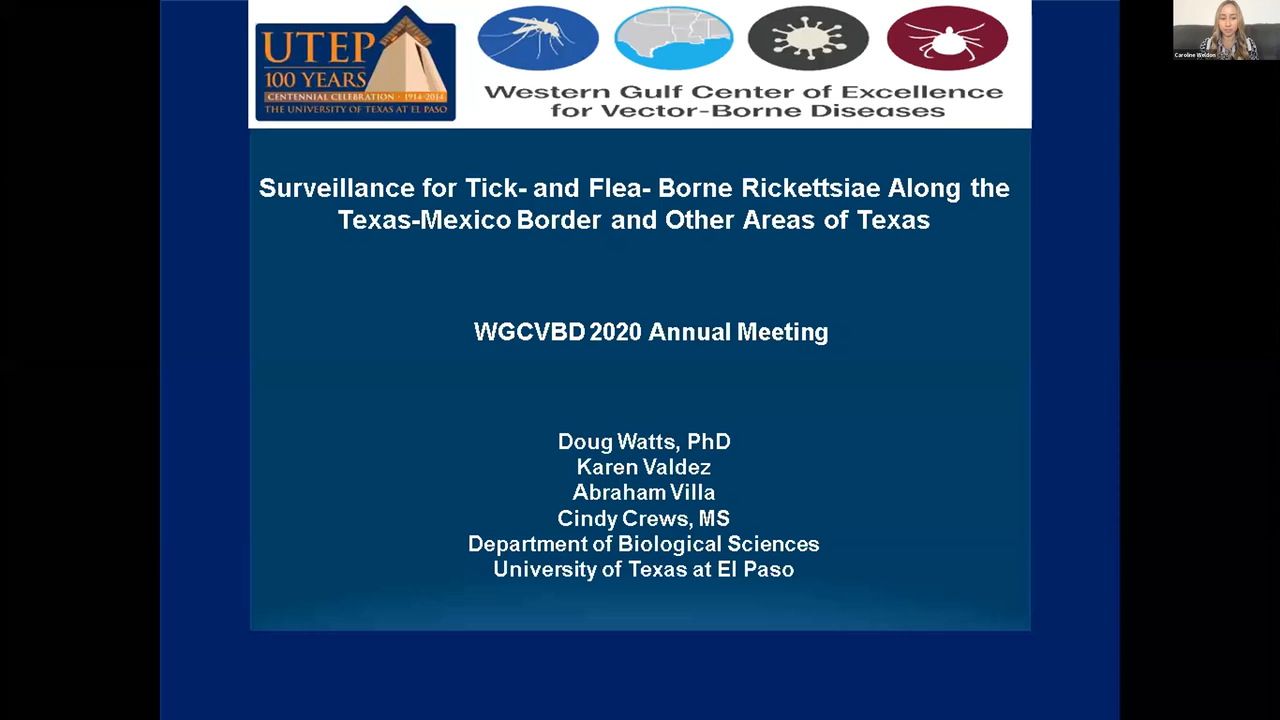 UTEP
100 YEARS
CENTENNIAL CELEBRATION · 1914-2014
THE UNIVERSITY OF TEXAS AT EL PASO
Western Gulf Center of Excellence
for Vector-Borne Diseases
Caroline Weldon
Surveillance for Tick- and Flea- Borne Rickettsiae Along the
Texas-Mexico Border and Other Areas of Texas
WGCVBD 2020 Annual Meeting
Doug Watts, PhD
Karen Valdez
Abraham Villa
Cindy Crews, MS
Department of Biological Sciences
University of Texas at El Paso